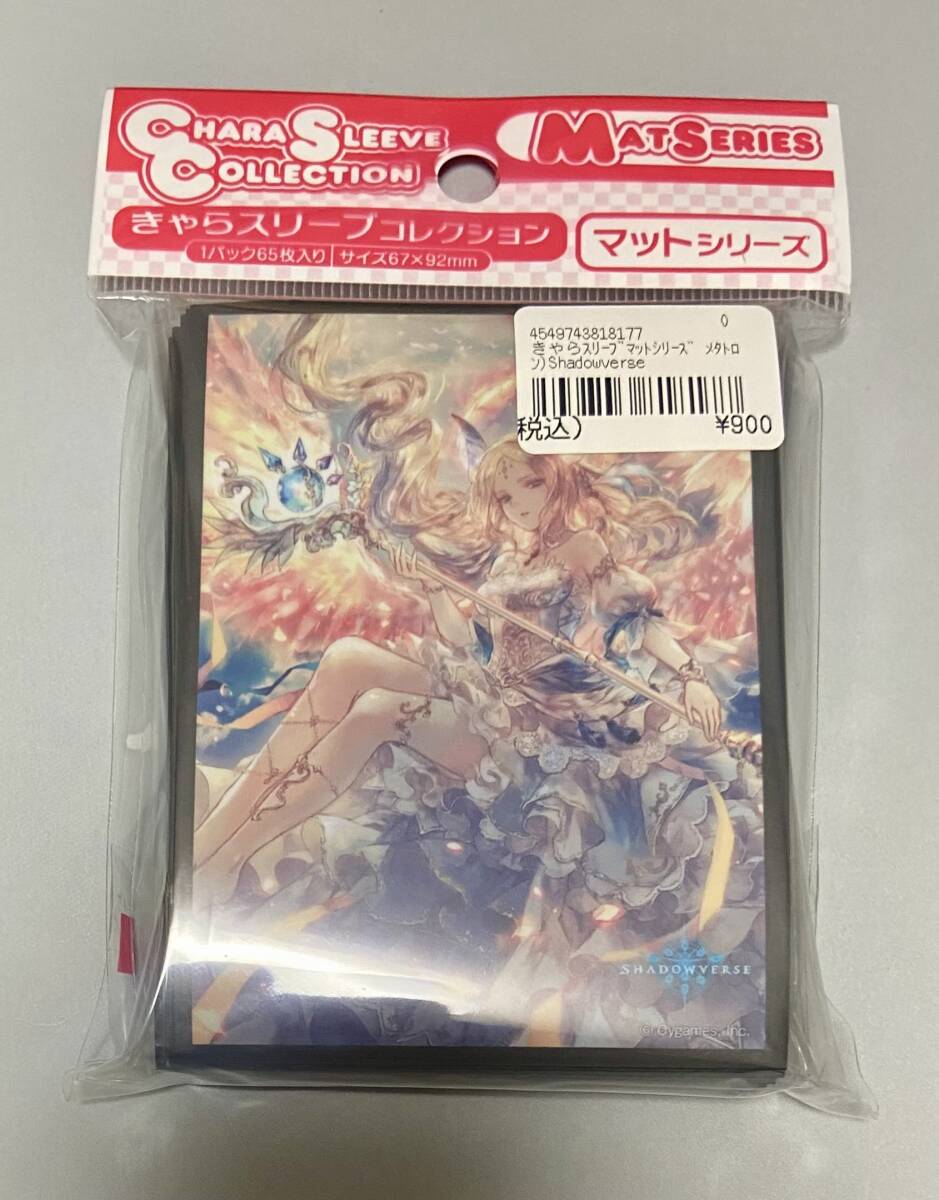 CHARA SLEEVE COLLECTION
MAT SERIES
きゃらスリーブコレクション
マットシリーズ
1パック65枚入り サイズ67×92mm
0
4549743818177
きゃらｽﾘｰﾌﾞﾏｯﾄｼﾘｰｽﾞ ﾒﾀﾄﾛ
ﾝ)Shadowverse
税込) ¥900
SHADOWVERSE
© Cygames, Inc.